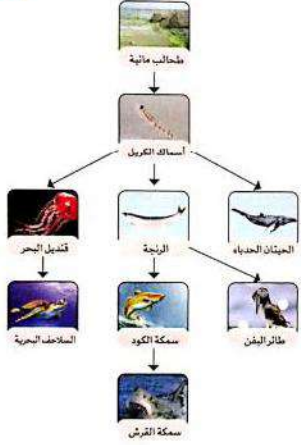 طحالب مائية
أسماك الكريل
قنديل البحر
الرنجة
الحيتان الحدباء
السلاحف البحرية
سمكة الكود
طائر البفن
سمكة القرش